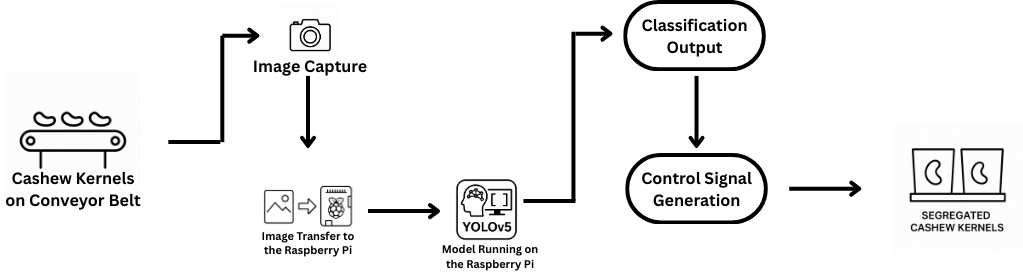 Cashew Kernels
on Conveyor Belt
Image Capture
Image Transfer to
the Raspberry Pi
YOLOv5
Model Running on
the Raspberry Pi
Classification
Output
Control Signal
Generation
SEGREGATED
CASHEW KERNELS